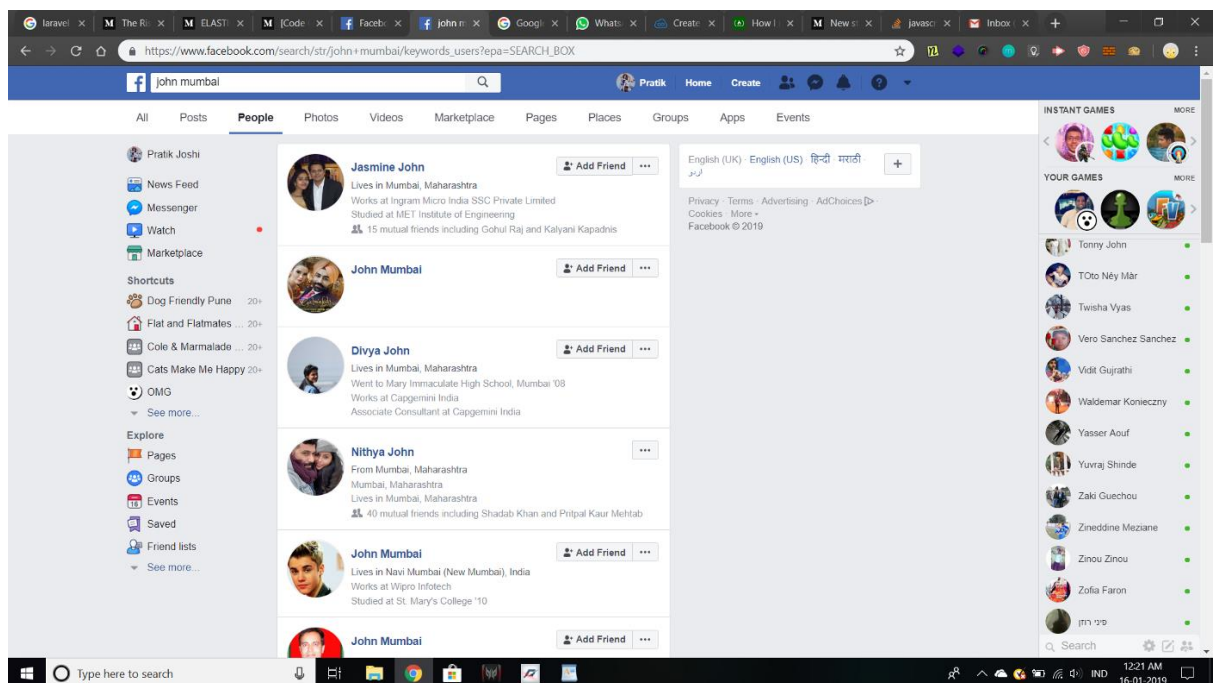 laravel
The Ris
ELASTI
[Code
Facebo
john m
Google
Whats
Create
How I
New st
javascr
Inbox (
https://www.facebook.com/search/str/john+mumbai/keywords_users?epa=SEARCH_BOX
john mumbai
Pratik Home Create
All Posts People Photos Videos Marketplace Pages Places Groups Apps Events
Pratik Joshi
News Feed
Messenger
Watch
Marketplace
Shortcuts
Dog Friendly Pune 20+
Flat and Flatmates ... 20+
Cole & Marmalade ... 20+
Cats Make Me Happy 20+
OMG
See more...
Explore
Pages
Groups
Events
Saved
Friend lists
See more...
Jasmine John
Add Friend
Lives in Mumbai, Maharashtra
Works at Ingram Micro India SSC Private Limited
Studied at MET Institute of Engineering
15 mutual friends including Gohul Raj and Kalyani Kapadnis
John Mumbai
Add Friend
Divya John
Add Friend
Lives in Mumbai, Maharashtra
Went to Mary Immaculate High School, Mumbai '08
Works at Capgemini India
Associate Consultant at Capgemini India
Nithya John
From Mumbai, Maharashtra
Mumbai, Maharashtra
Lives in Mumbai, Maharashtra
40 mutual friends including Shadab Khan and Pritpal Kaur Mehtab
John Mumbai
Add Friend
Lives in Navi Mumbai (New Mumbai), India
Works at Wipro Infotech
Studied at St. Mary's College '10
John Mumbai
Add Friend
English (UK) · English (US) · हिन्दी · मराठी ·
اردو
Privacy · Terms · Advertising · AdChoices ·
Cookies · More
Facebook © 2019
INSTANT GAMES MORE
YOUR GAMES MORE
Tonny John
TOto Néy Màr
Twisha Vyas
Vero Sanchez Sanchez
Vidit Gujrathi
Waldemar Konieczny
Yasser Aouf
Yuvraj Shinde
Zaki Guechou
Zineddine Meziane
Zinou Zinou
Zofia Faron
פיני רוזן
Search
Type here to search
IND
12:21 AM
16-01-2019